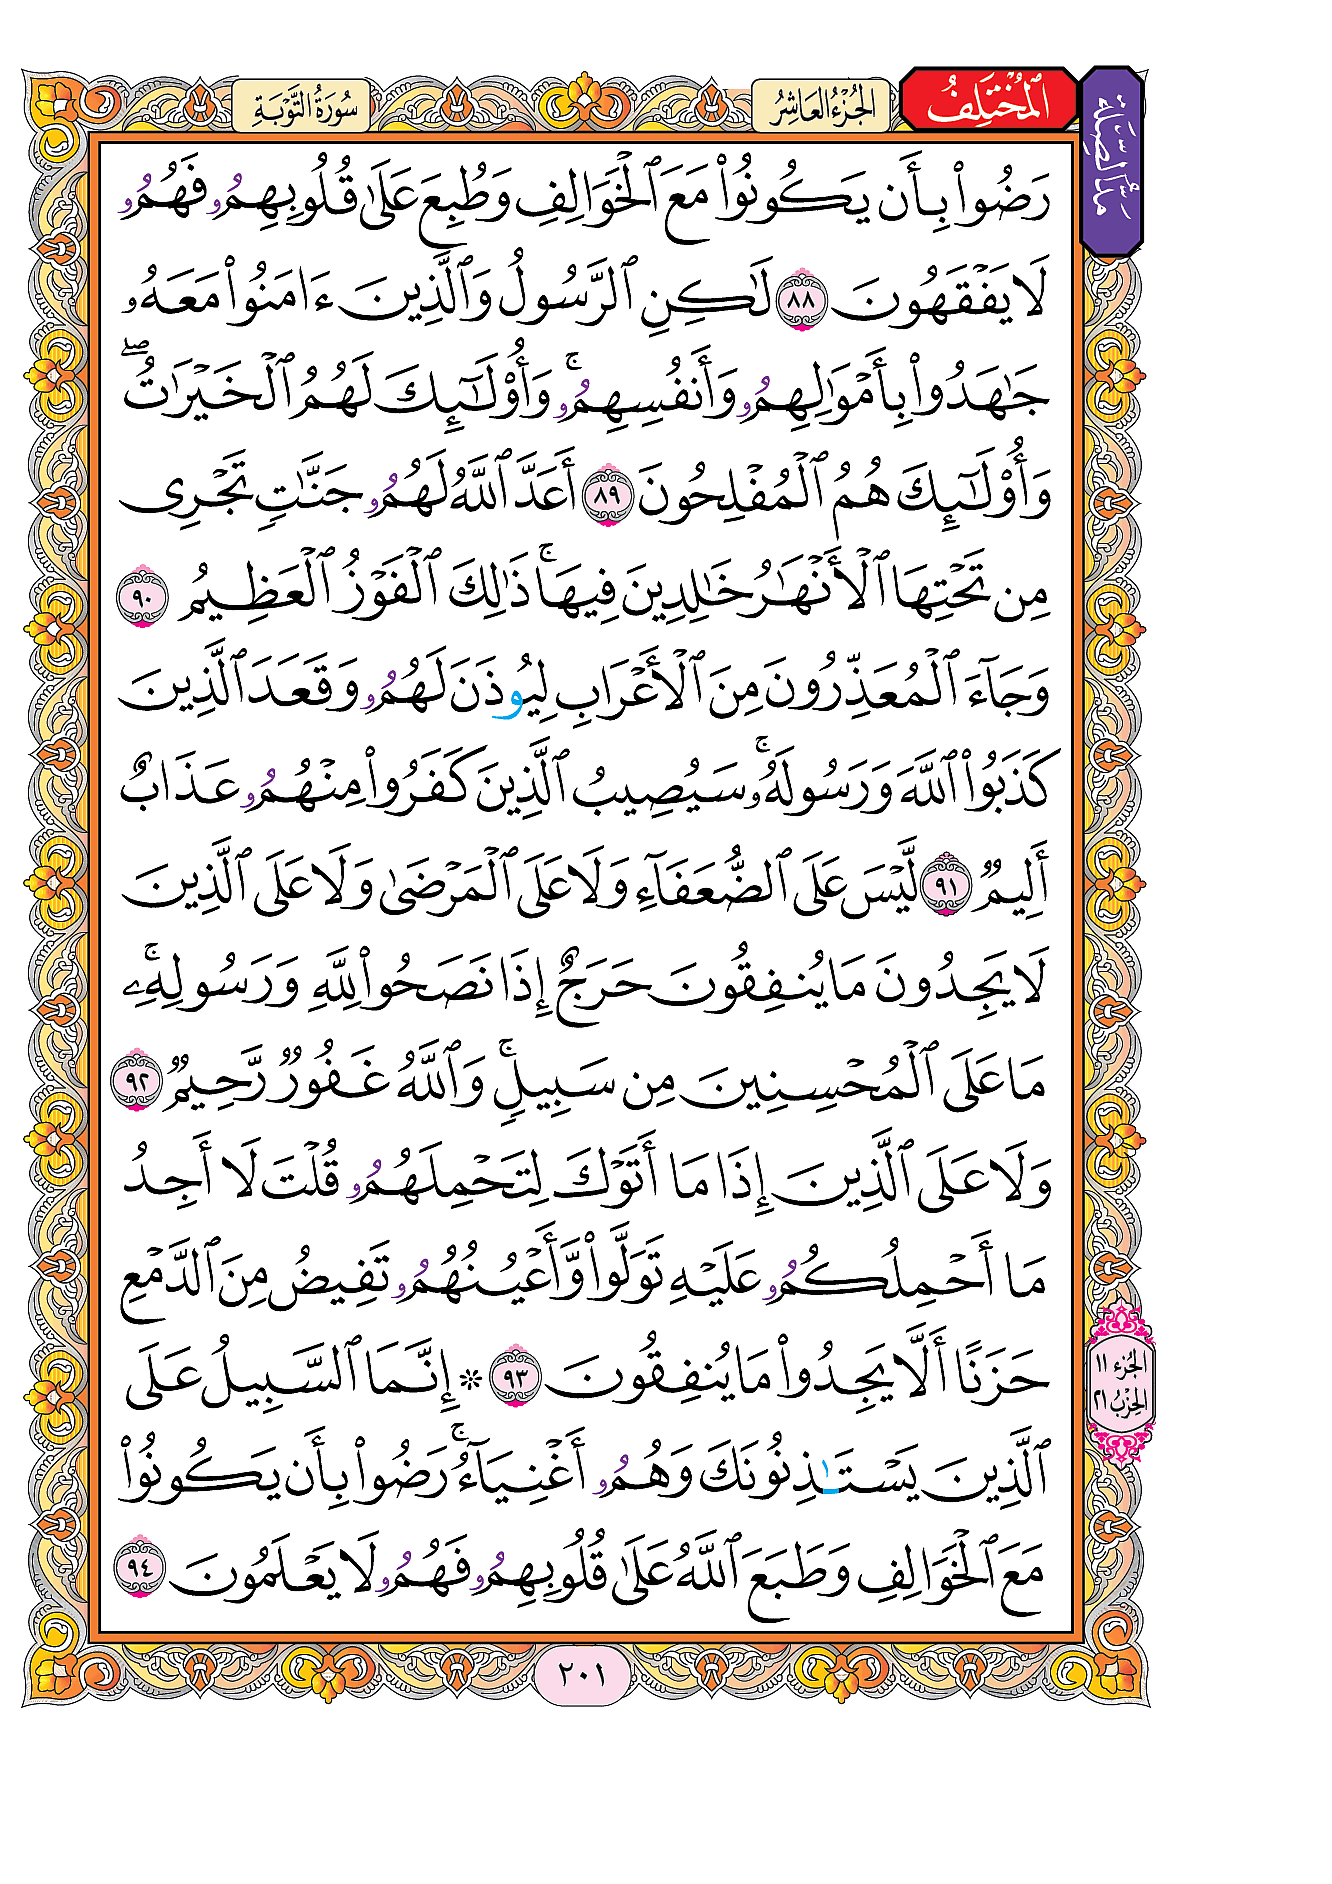 سُورَةُ التَّوْبَةِ
الجُزْءُ العَاشِرُ
المُخْتَلَفُ
مَدُّ الصِّلَة
رَضُوا۟ بِأَن يَكُونُوا۟ مَعَ ٱلْخَوَالِفِ وَطُبِعَ عَلَىٰ قُلُوبِهِمُۥ فَهُمُۥ
لَا يَفْقَهُونَ ٨٨ لَٰكِنِ ٱلرَّسُولُ وَٱلَّذِينَ ءَامَنُوا۟ مَعَهُۥ
جَٰهَدُوا۟ بِأَمْوَٰلِهِمُۥ وَأَنفُسِهِمُۥۚ وَأُو۟لَٰٓئِكَ لَهُمُ ٱلْخَيْرَٰتُۖ
وَأُو۟لَٰٓئِكَ هُمُ ٱلْمُفْلِحُونَ ٨٩ أَعَدَّ ٱللَّهُ لَهُمُۥ جَنَّٰتٍ تَجْرِى
مِن تَحْتِهَا ٱلْأَنْهَٰرُ خَٰلِدِينَ فِيهَاۚ ذَٰلِكَ ٱلْفَوْزُ ٱلْعَظِيمُ ٩٠
وَجَآءَ ٱلْمُعَذِّرُونَ مِنَ ٱلْأَعْرَابِ لِيُوذَنَ لَهُمُۥ وَقَعَدَ ٱلَّذِينَ
كَذَبُوا۟ ٱللَّهَ وَرَسُولَهُۥۚ سَيُصِيبُ ٱلَّذِينَ كَفَرُوا۟ مِنْهُمُۥ عَذَابٌ
أَلِيمٌ ٩١ لَّيْسَ عَلَى ٱلضُّعَفَآءِ وَلَا عَلَى ٱلْمَرْضَىٰ وَلَا عَلَى ٱلَّذِينَ
لَا يَجِدُونَ مَا يُنفِقُونَ حَرَجٌ إِذَا نَصَحُوا۟ لِلَّهِ وَرَسُولِهِۦۚ
مَا عَلَى ٱلْمُحْسِنِينَ مِن سَبِيلٍۚ وَٱللَّهُ غَفُورٌ رَّحِيمٌ ٩٢
وَلَا عَلَى ٱلَّذِينَ إِذَا مَا أَتَوْكَ لِتَحْمِلَهُمُۥ قُلْتَ لَا أَجِدُ
مَا أَحْمِلُكُمُۥ عَلَيْهِ تَوَلَّوا۟ وَّأَعْيُنُهُمُۥ تَفِيضُ مِنَ ٱلدَّمْعِ
حَزَنًا أَلَّا يَجِدُوا۟ مَا يُنفِقُونَ ٩٣ ۞ إِنَّمَا ٱلسَّبِيلُ عَلَى
ٱلَّذِينَ يَسْتَٰذِنُونَكَ وَهُمُۥ أَغْنِيَآءُۚ رَضُوا۟ بِأَن يَكُونُوا۟
مَعَ ٱلْخَوَالِفِ وَطَبَعَ ٱللَّهُ عَلَىٰ قُلُوبِهِمُۥ فَهُمُۥ لَا يَعْلَمُونَ ٩٤
الجُزْء ١١
الحِزْبُ ٢١
٢٠١